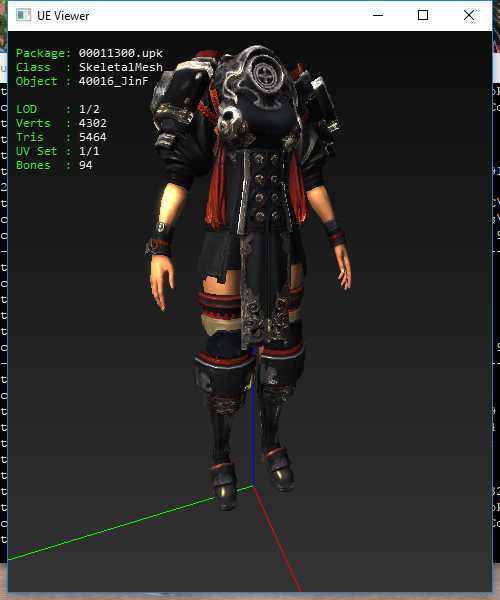 UE Viewer
Package: 00011300.upk
Class : SkeletalMesh
Object : 40016_JinF
LOD : 1/2
Verts : 4302
Tris : 5464
UV Set : 1/1
Bones : 94